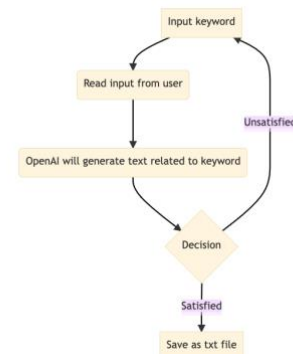 Input keyword
Read input from user
Unsatisfied
OpenAI will generate text related to keyword
Decision
Satisfied
Save as txt file